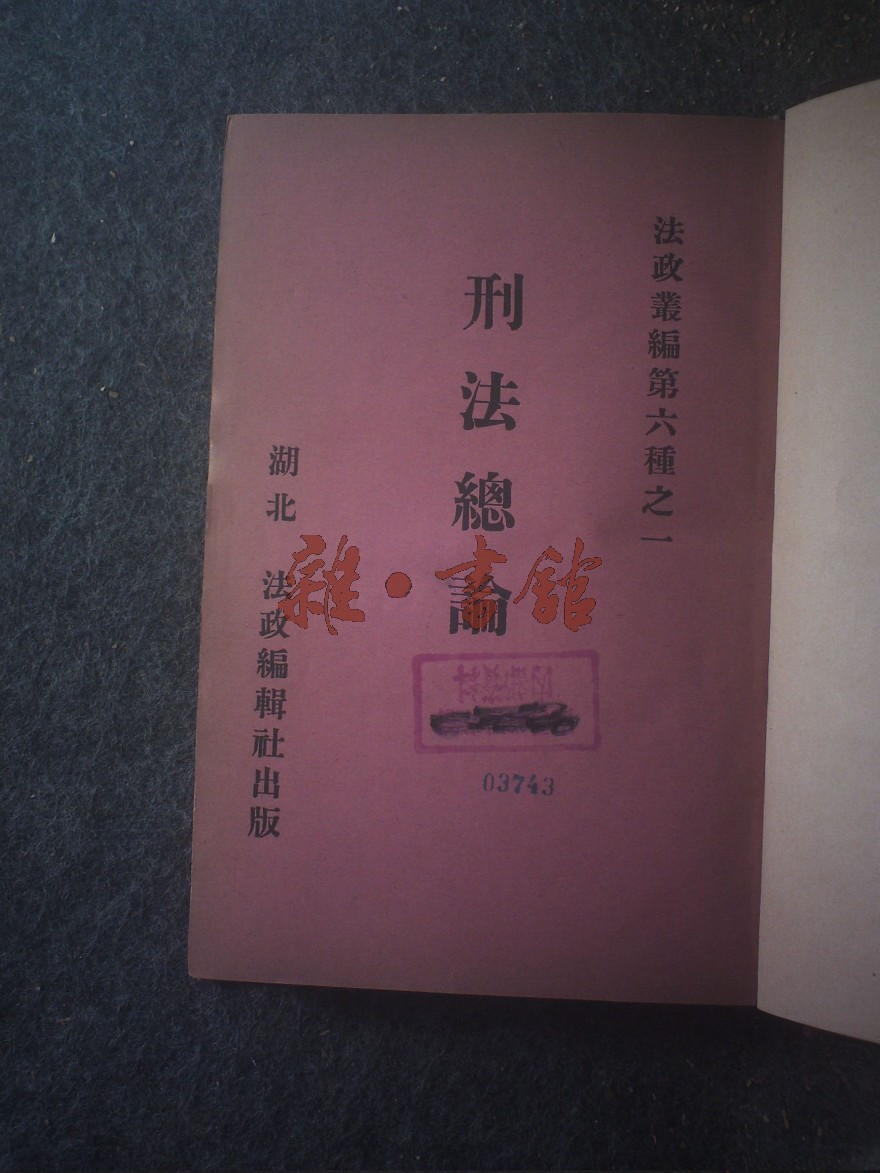 法政叢編第六種之一
刑法總論
湖北 法政編輯社出版
雜·書館
03743